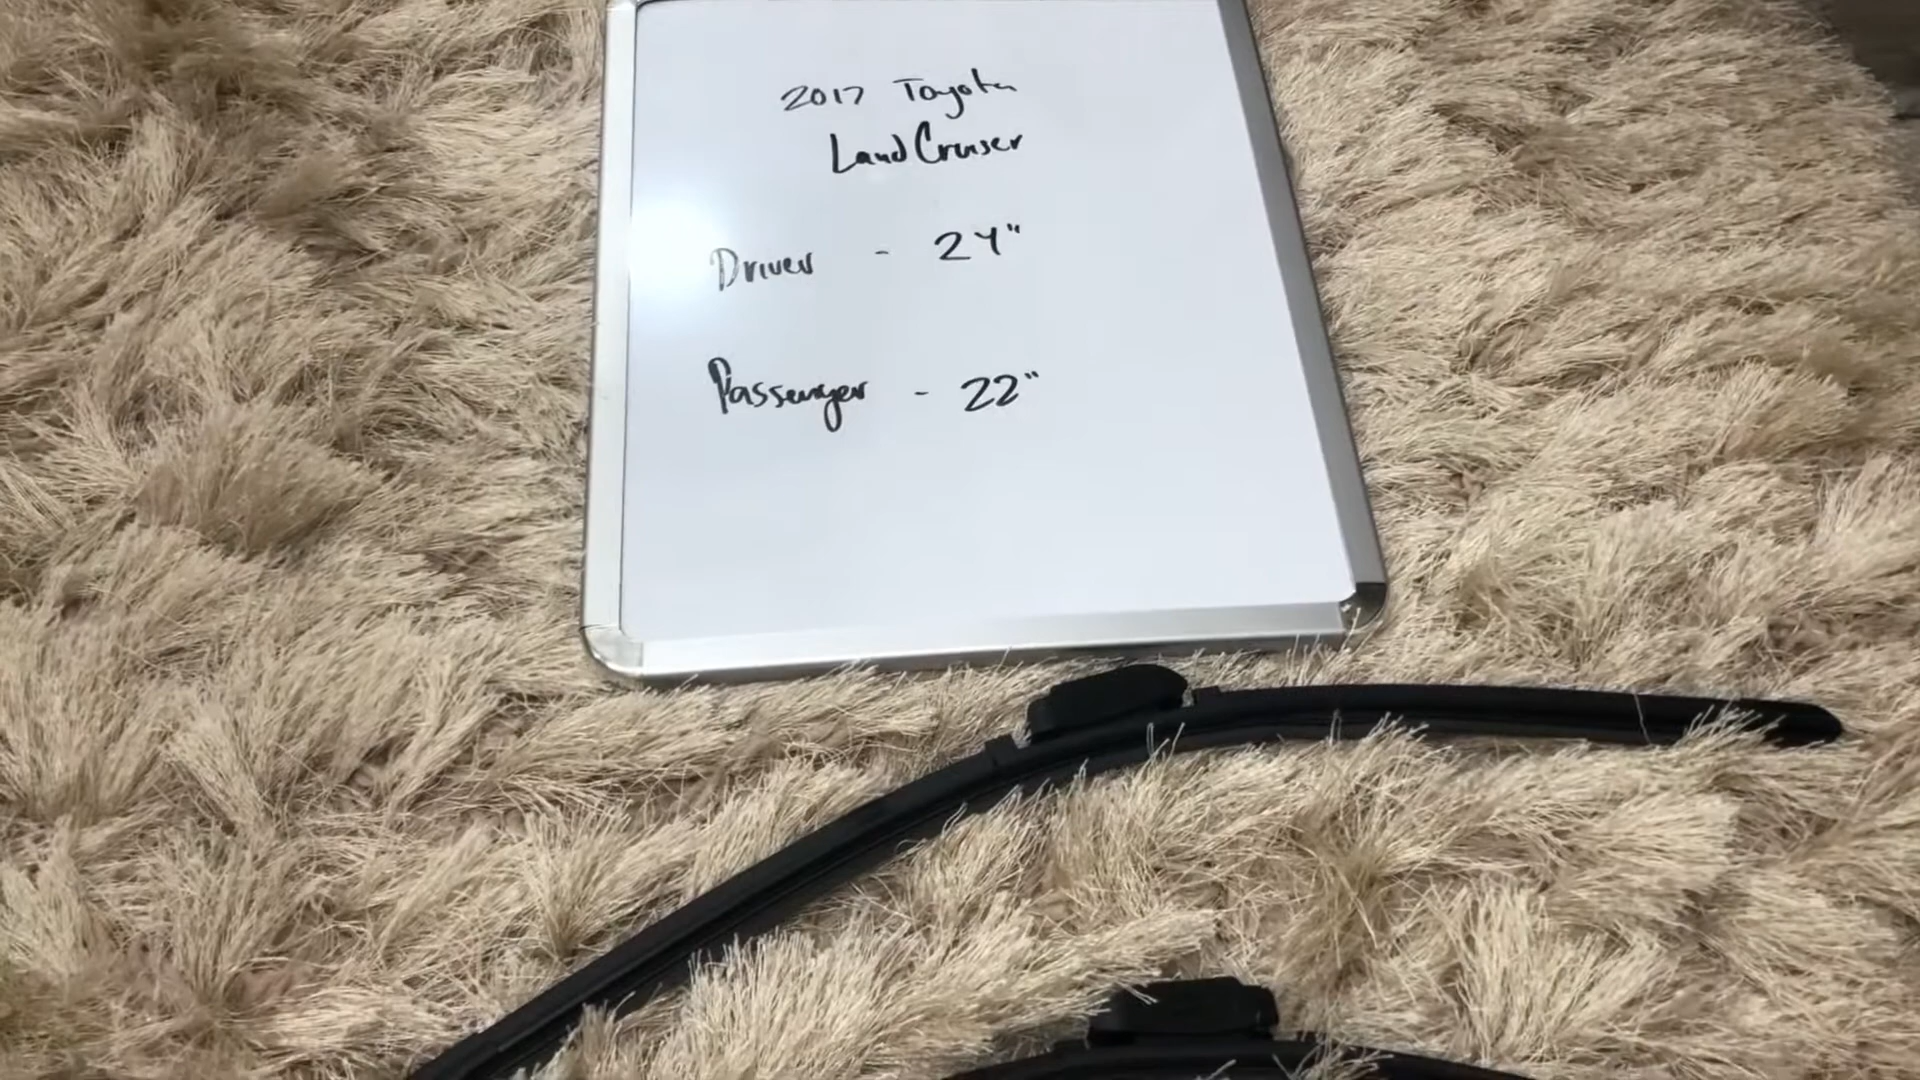 2017 Toyota
Land Cruiser
Driver - 24"
Passenger - 22"